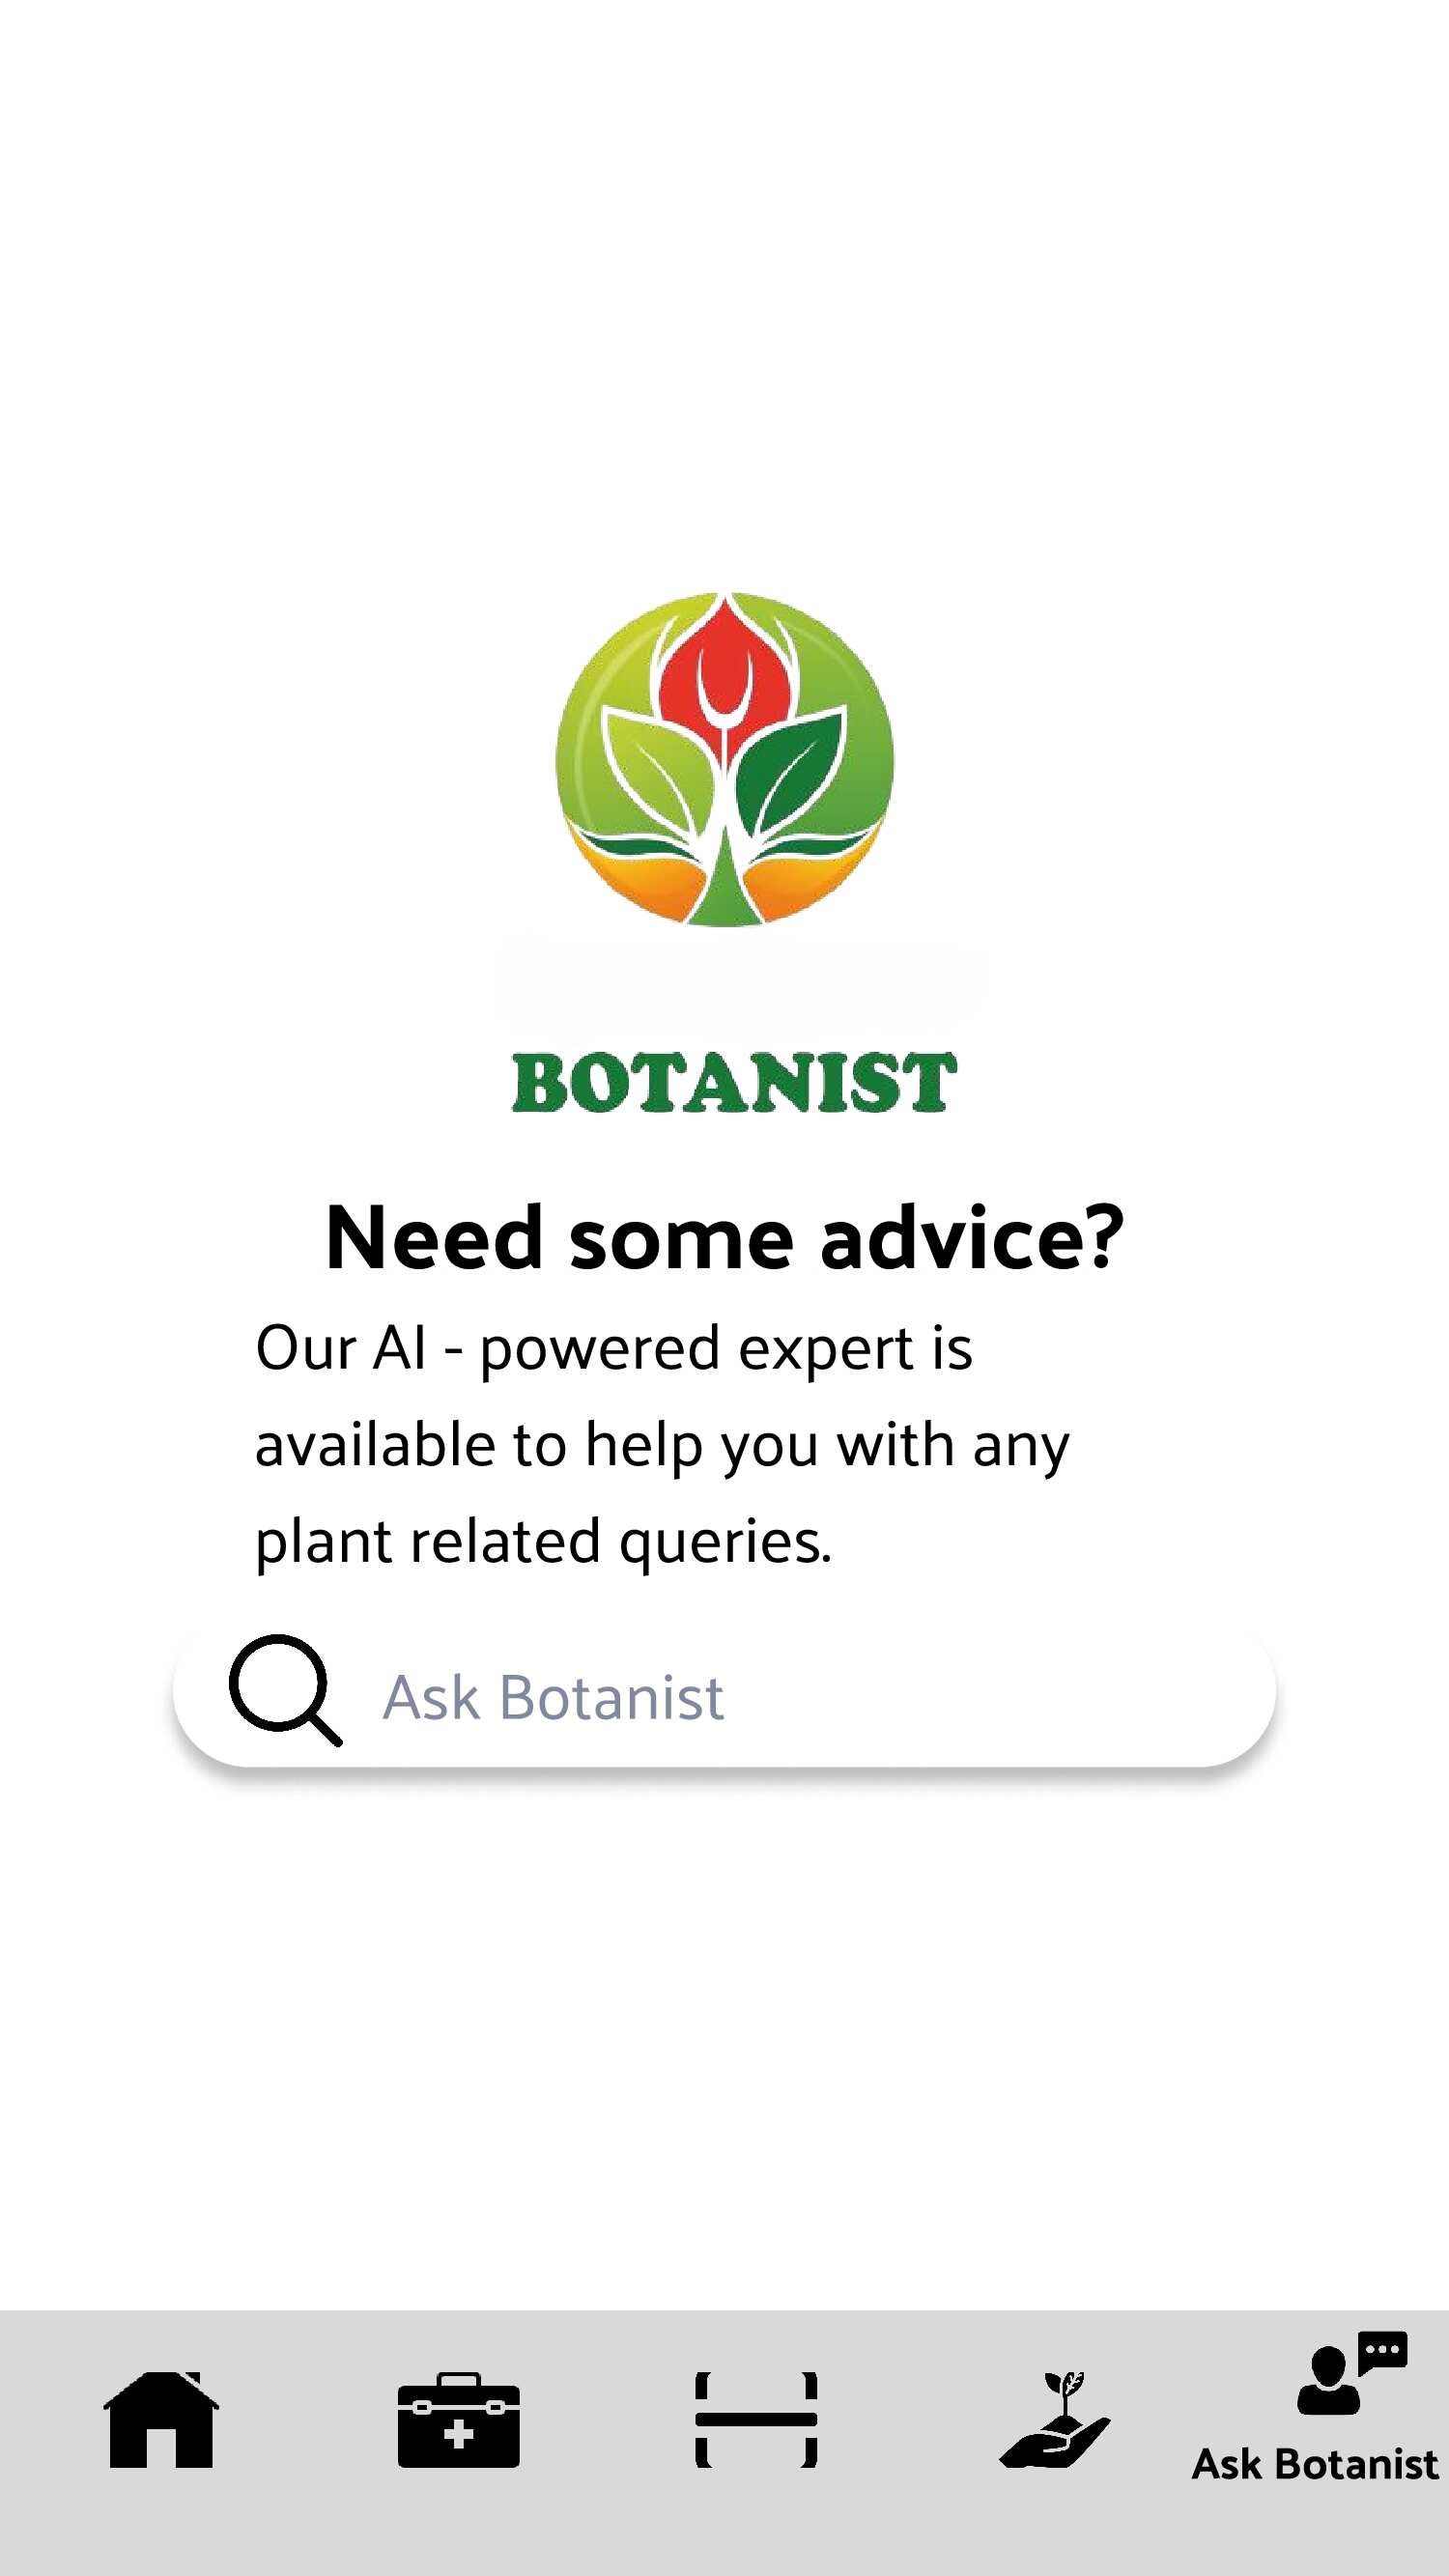 BOTANIST
Need some advice?
Our AI - powered expert is
available to help you with any
plant related queries.
Ask Botanist
Ask Botanist